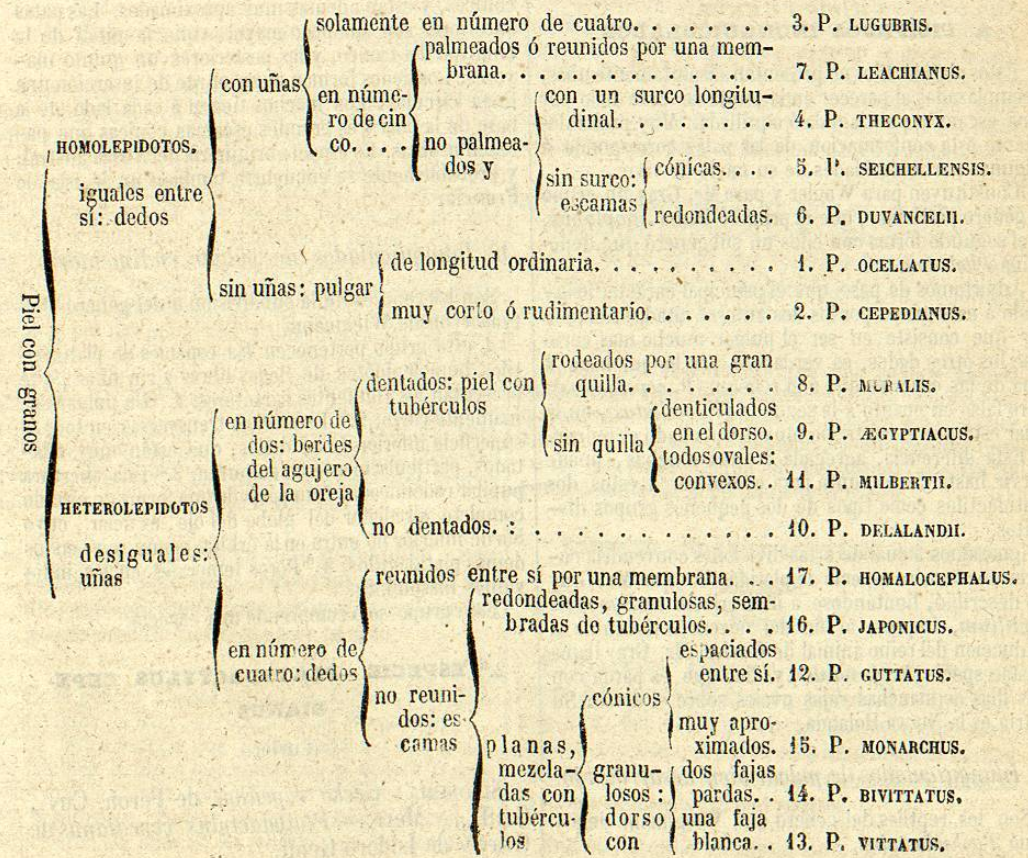 solamente en número de cuatro. . . . . . . . 3. P. LUGUBRIS.
palmeados ó reunidos por una mem-
brana. . . . . . . . . . . . . . 7. P. LEACHIANUS.
con uñas
en núme-
ro de cin
co. . . .
con un surco longitu-
dinal. . . . . . . . 4. P. THECONYX.
no palmea-
dos y
sin surco:
escamas
cónicas. . . . 5. P. SEICHELLENSIS.
redondeadas. 6. P. DUVANCELII.
HOMOLEPIDOTOS.
iguales entre
sí: dedos
sin uñas: pulgar
de longitud ordinaria. . . . . . . . . . 1. P. OCELLATUS.
muy corto ó rudimentario. . . . . . . 2. P. CEPEDIANUS.
Piel con granos
HETEROLEPIDOTOS
desiguales:
uñas
en número de
dos: bordes
del agujero
de la oreja
dentados: piel con
tubérculos
rodeados por una gran
quilla. . . . . . . . 8. P. MURALIS.
sin quilla
denticulados
en el dorso. 9. P. ÆGYPTIACUS.
todos ovales:
convexos. . 11. P. MILBERTII.
no dentados. : . . . . . . . . . . . . . 10. P. DELALANDII.
en número de
cuatro: dedos
reunidos entre sí por una membrana. . 17. P. HOMALOCEPHALUS.
no reuni-
dos: es-
camas
redondeadas, granulosas, sem-
bradas de tubérculos. . . . 16. P. JAPONICUS.
planas,
mezcla-
das con
tubércu-
los
cónicos
espaciados
entre sí. 12. P. GUTTATUS.
muy apro-
ximados. 15. P. MONARCHUS.
granu-
losos:
dorso
con
dos fajas
pardas. . 14. P. BIVITTATUS.
una faja
blanca. . 13. P. VITTATUS.